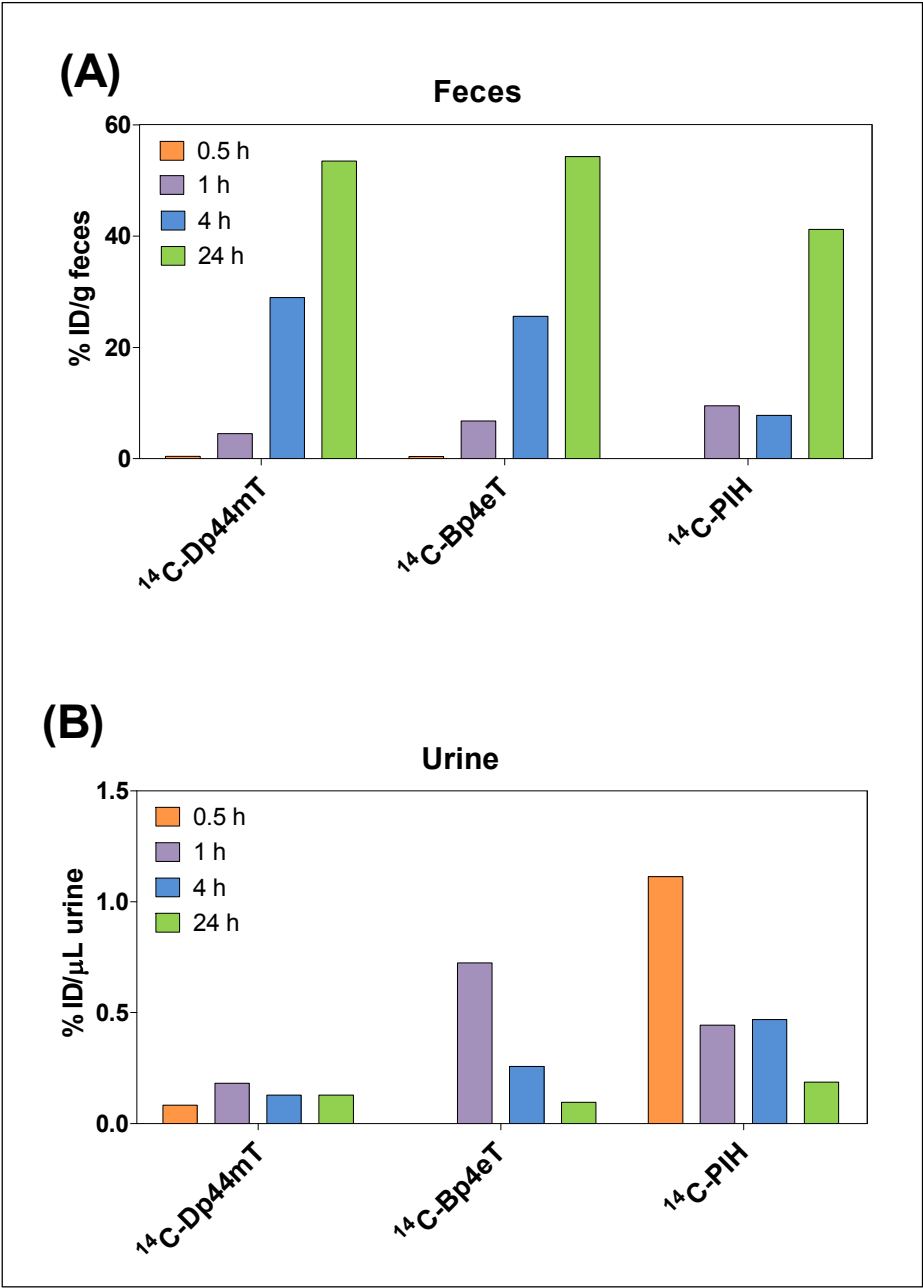 (A)
Feces
60
40
20
0
% ID/g feces
0.5 h
1 h
4 h
24 h
¹⁴C-Dp44mT
¹⁴C-Bp4eT
¹⁴C-PIH
(B)
Urine
1.5
1.0
0.5
0.0
% ID/μL urine
0.5 h
1 h
4 h
24 h
¹⁴C-Dp44mT
¹⁴C-Bp4eT
¹⁴C-PIH